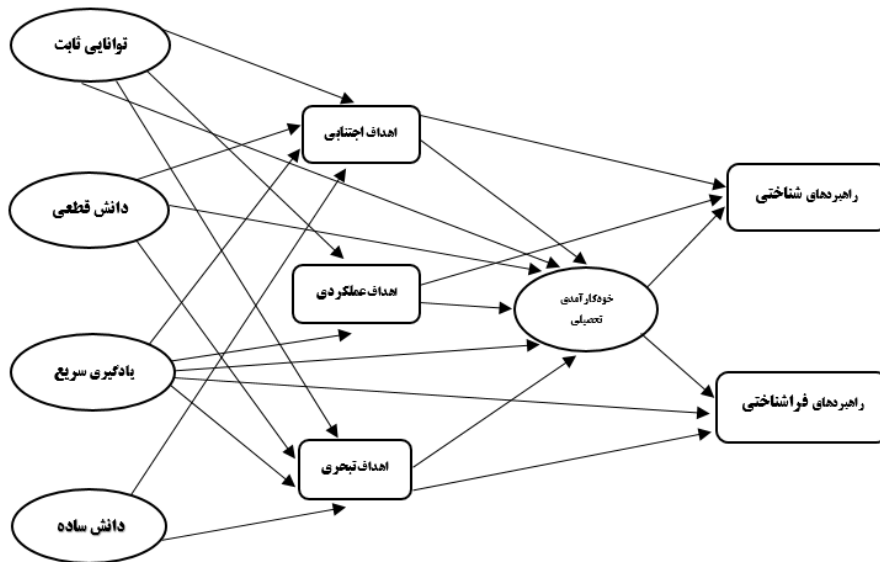 توانایی ثابت
اهداف اجتنابی
راهبردهای شناختی
دانش قطعی
اهداف عملکردی
خودکارآمدی
تحصیلی
یادگیری سریع
راهبردهای فراشناختی
اهداف تبحری
دانش ساده